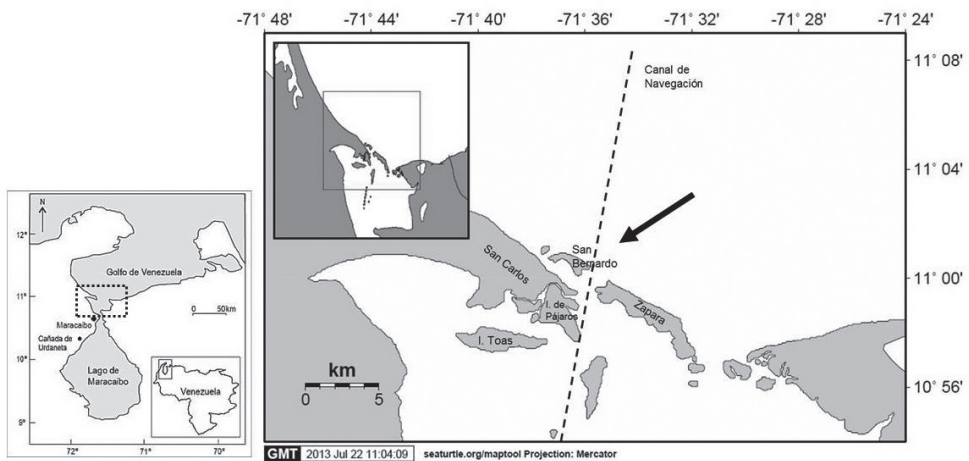 -71° 48'
-71° 44'
-71° 40'
-71° 36'
-71° 32'
-71° 28'
-71° 24'
11° 08'
11° 04'
11° 00'
10° 56'
Canal de
Navegación
San Carlos
San
Bernardo
I. de
Pájaros
Zapara
I. Toas
km
0 5
N
12°
11°
10°
9°
Golfo de Venezuela
0 50km
Maracaibo
Cañada de
Urdaneta
Lago de
Maracaibo
Venezuela
72° 71° 70°
GMT 2013 Jul 22 11:04:09 seaturtle.org/maptool Projection: Mercator